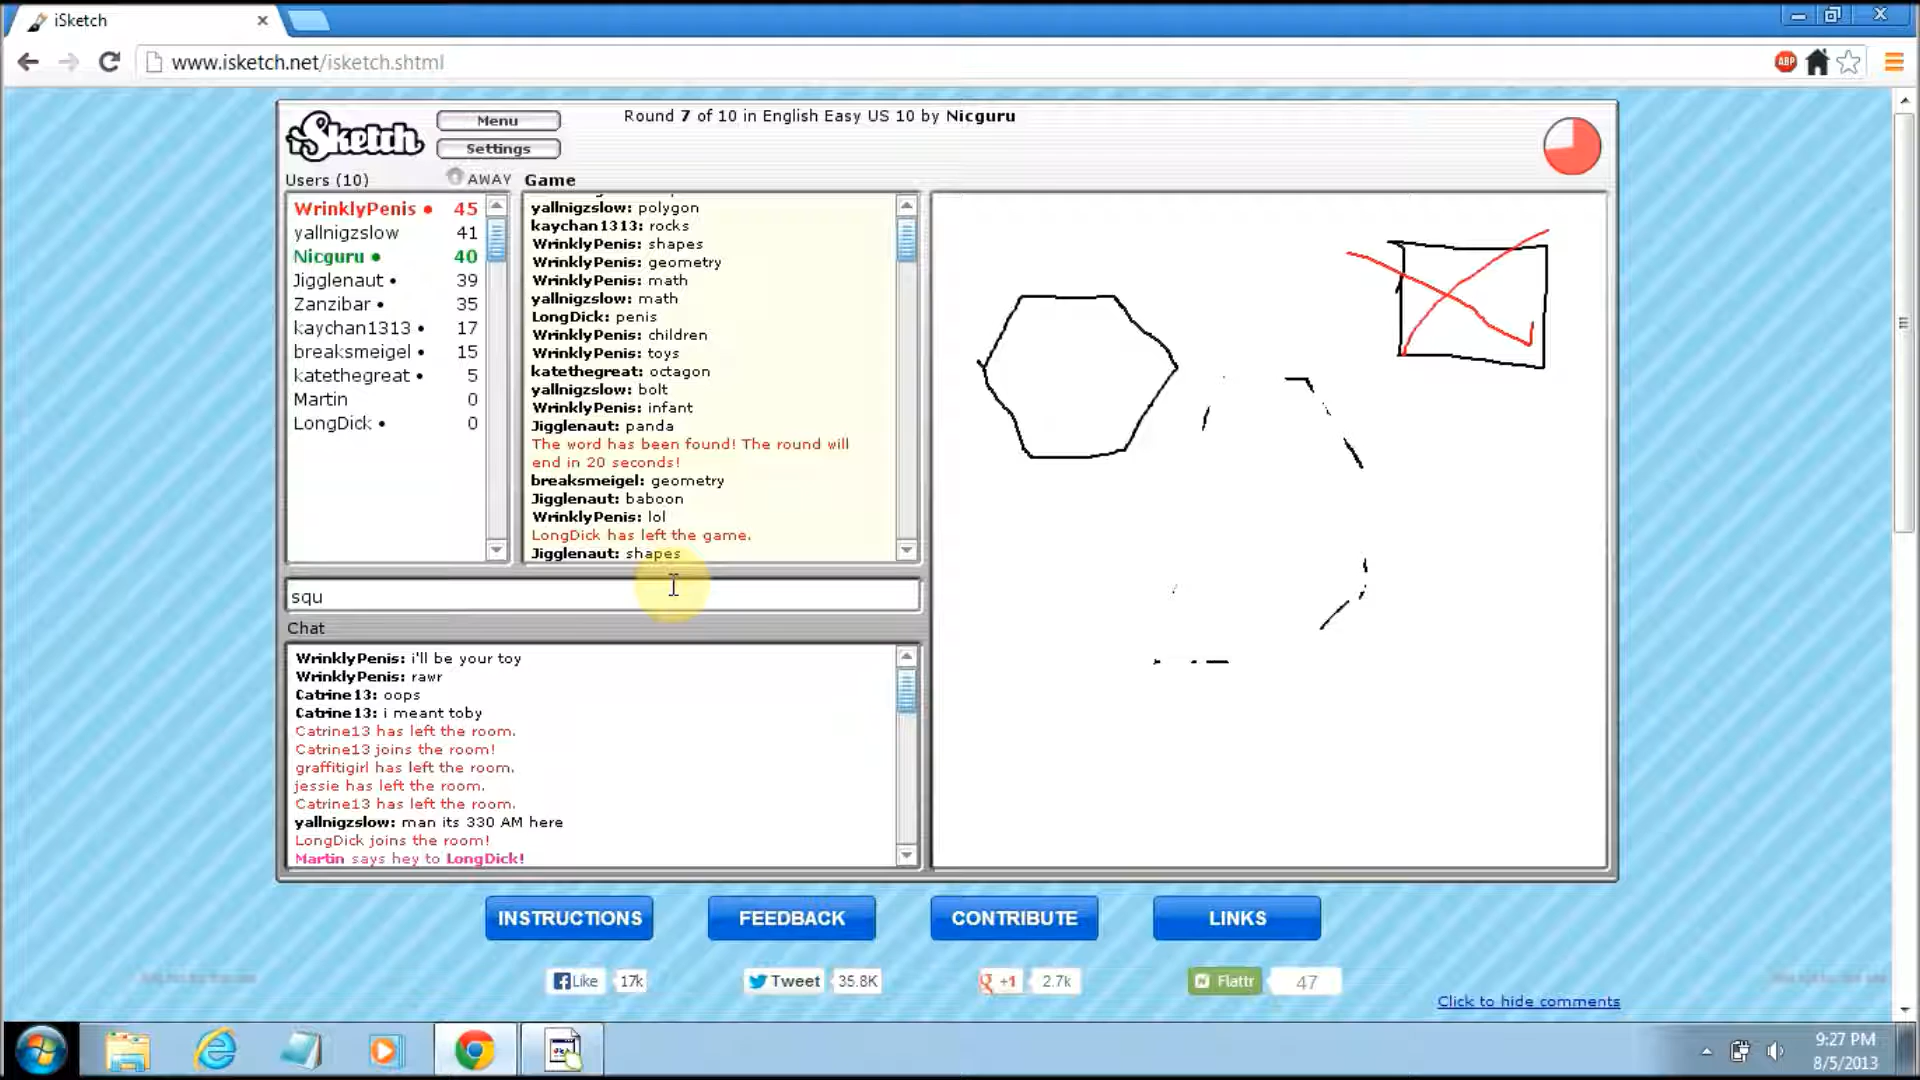 iSketch
www.isketch.net/isketch.shtml
ABP
iSketch
Menu
Settings
Round 7 of 10 in English Easy US 10 by Nicguru
Users (10)
AWAY
WrinklyPenis • 45
yallnigzslow 41
Nicguru • 40
Jigglenaut • 39
Zanzibar • 35
kaychan1313 • 17
breaksmeigel • 15
katethegreat • 5
Martin 0
LongDick • 0
Game
yallnigzslow: polygon
kaychan1313: rocks
WrinklyPenis: shapes
WrinklyPenis: geometry
WrinklyPenis: math
yallnigzslow: math
LongDick: penis
WrinklyPenis: children
WrinklyPenis: toys
katethegreat: octagon
yallnigzslow: bolt
WrinklyPenis: infant
Jigglenaut: panda
The word has been found! The round will
end in 20 seconds!
breaksmeigel: geometry
Jigglenaut: baboon
WrinklyPenis: lol
LongDick has left the game.
Jigglenaut: shapes
squ
Chat
WrinklyPenis: i'll be your toy
WrinklyPenis: rawr
Catrine13: oops
Catrine13: i meant toby
Catrine13 has left the room.
Catrine13 joins the room!
graffitigirl has left the room.
jessie has left the room.
Catrine13 has left the room.
yallnigzslow: man its 330 AM here
LongDick joins the room!
Martin says hey to LongDick!
INSTRUCTIONS
FEEDBACK
CONTRIBUTE
LINKS
Like 17k
Tweet 35.8K
+1 2.7k
Flattr 47
Click to hide comments
9:27 PM
8/5/2013